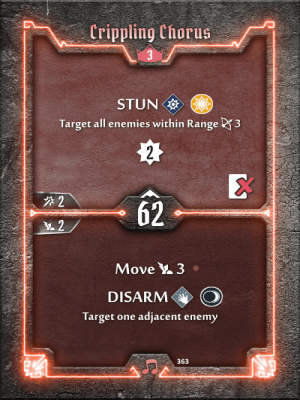 Crippling Chorus
3
STUN
Target all enemies within Range 3
2
2
62
2
Move 3
DISARM
Target one adjacent enemy
363